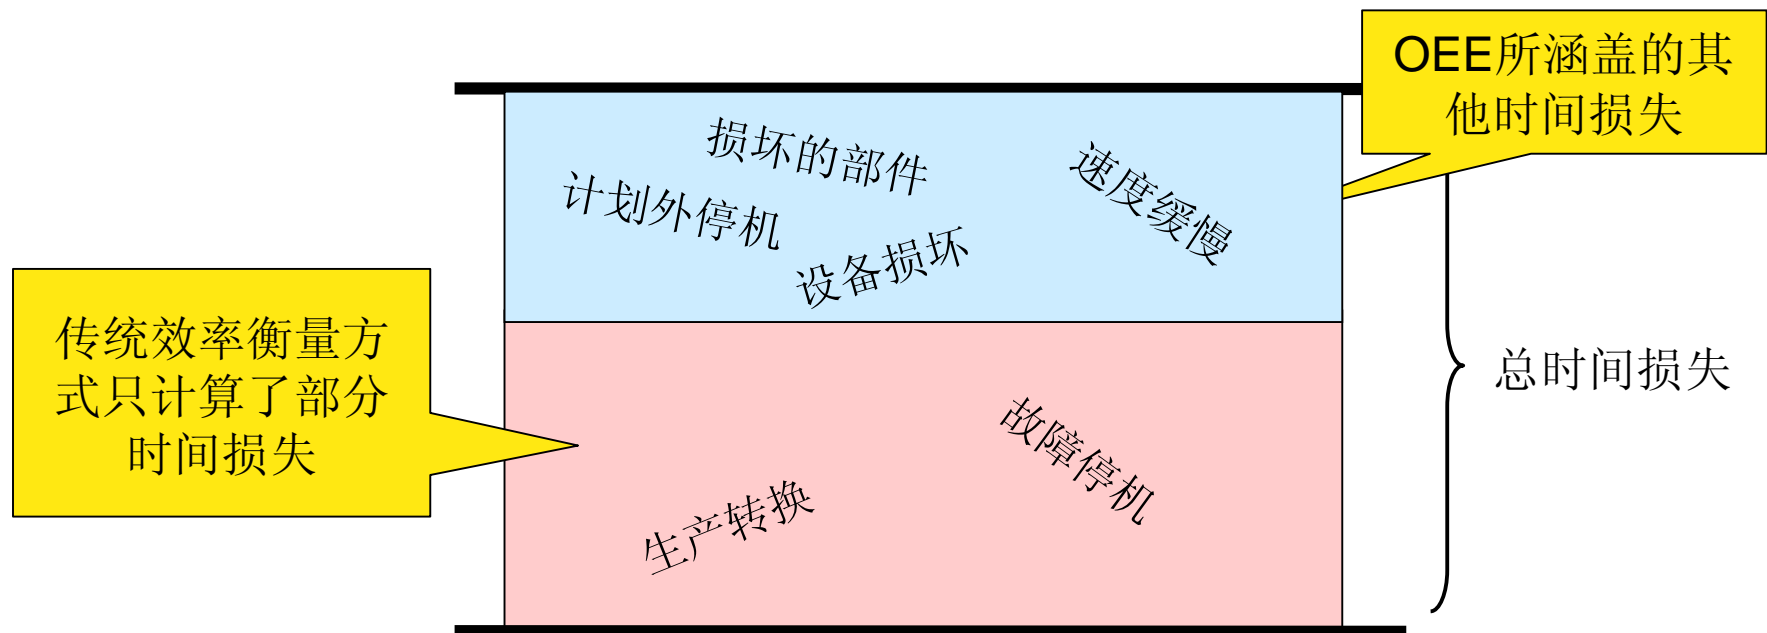 OEE所涵盖的其
他时间损失
损坏的部件
速度缓慢
计划外停机
设备损坏
传统效率衡量方
式只计算了部分
时间损失
总时间损失
故障停机
生产转换